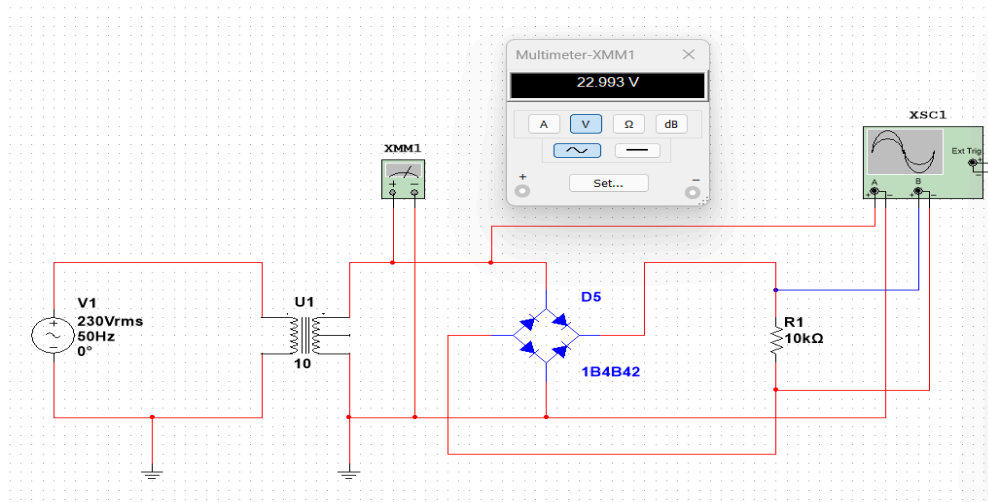 Multimeter-XMM1
22.993 V
A
V
Ω
dB
+
Set...
−
XMM1
+ −
XSC1
Ext Trig
+
−
A
B
+ − + −
V1
230Vrms
50Hz
0°
U1
10
D5
1B4B42
R1
10kΩ